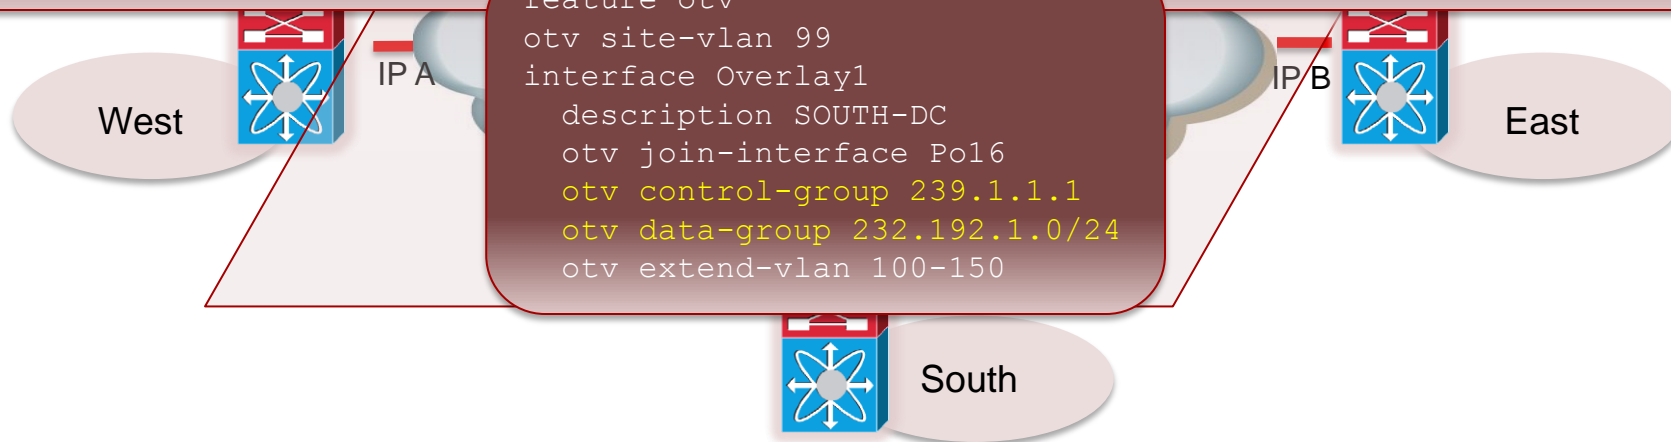 feature otv
otv site-vlan 99
interface Overlay1
description SOUTH-DC
otv join-interface Po16
otv control-group 239.1.1.1
otv data-group 232.192.1.0/24
otv extend-vlan 100-150
IP A
IP B
West
East
South